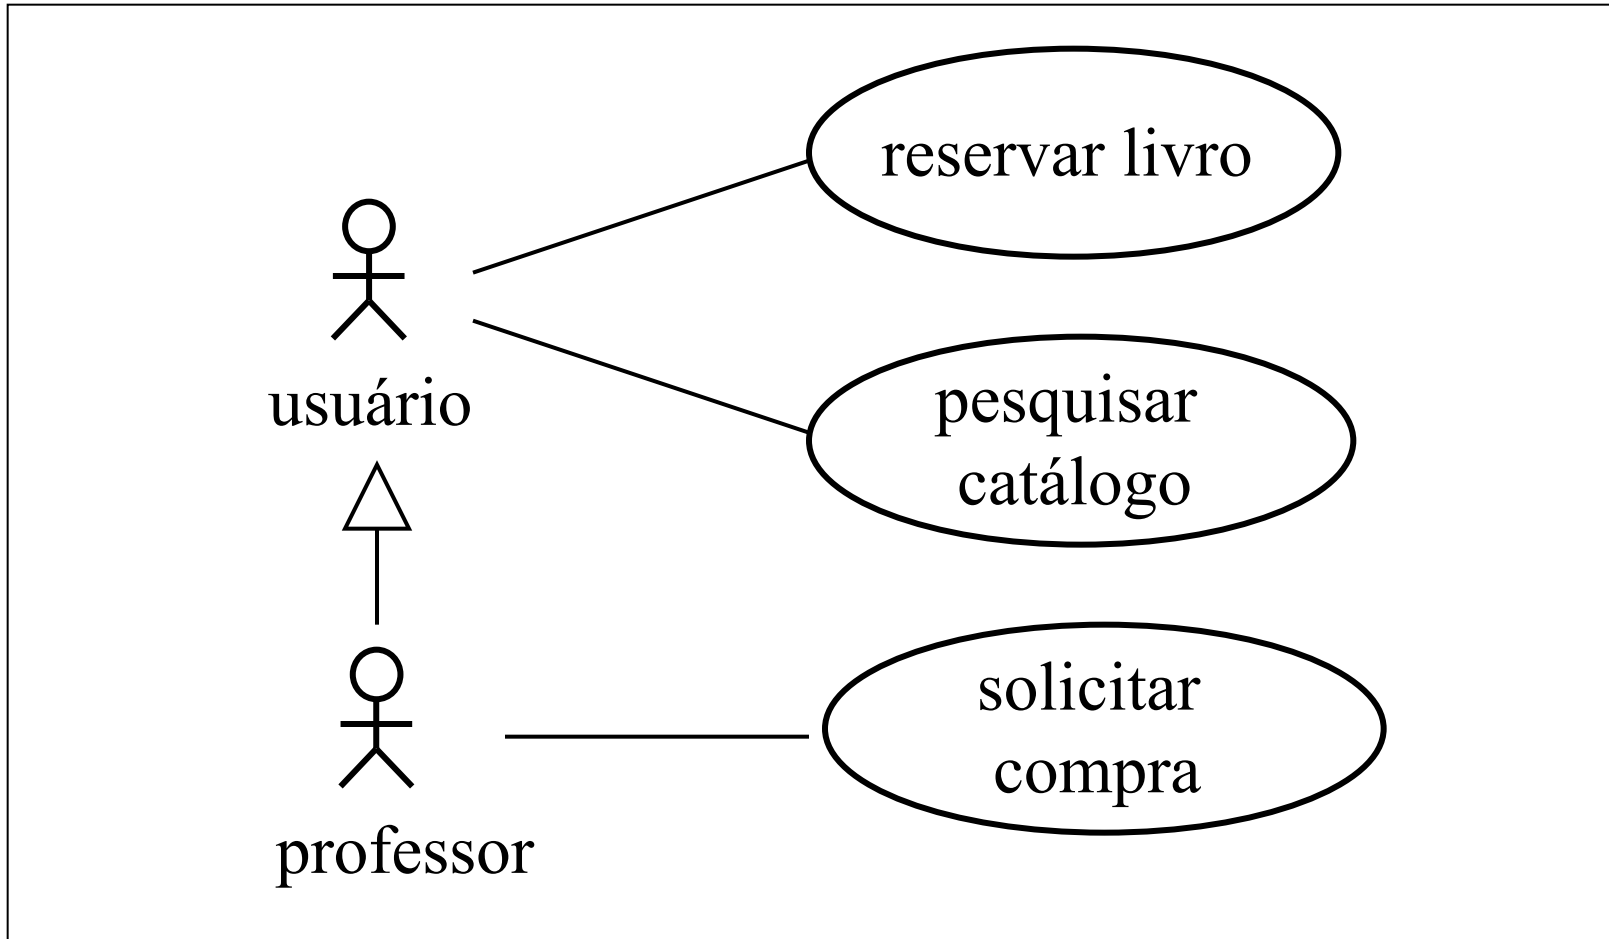 reservar livro
usuário
pesquisar
catálogo
solicitar
compra
professor